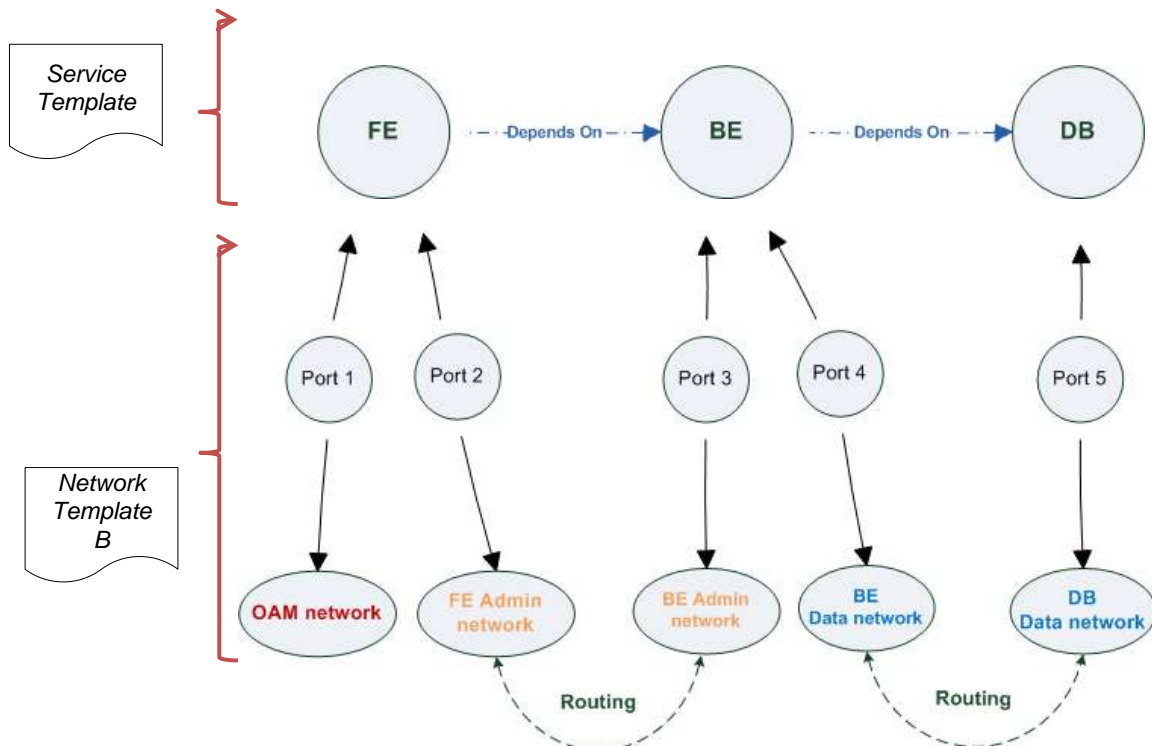 Service
Template
FE
Depends On
BE
Depends On
DB
Port 1
Port 2
Port 3
Port 4
Port 5
Network
Template
B
OAM network
FE Admin
network
BE Admin
network
BE
Data network
DB
Data network
Routing
Routing